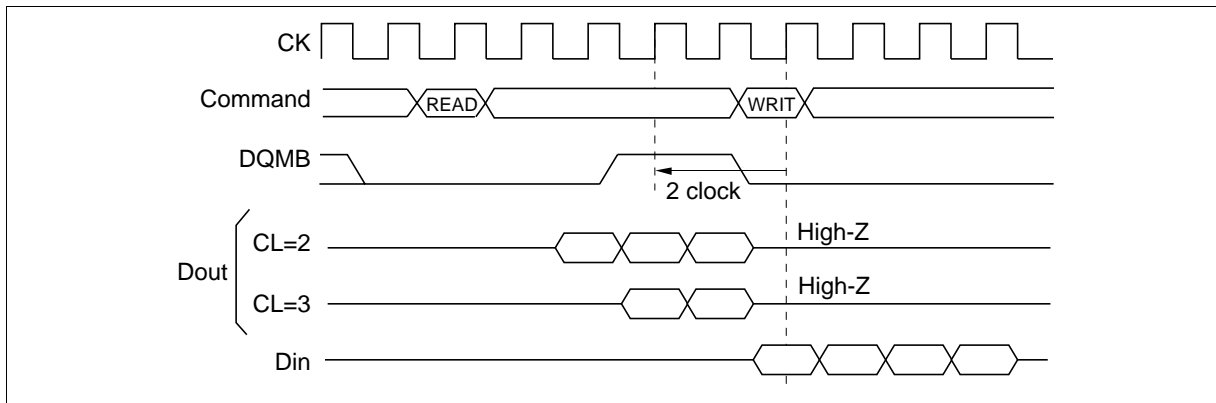 CK
Command READ WRIT
DQMB
2 clock
CL=2 High-Z
Dout
CL=3 High-Z
Din